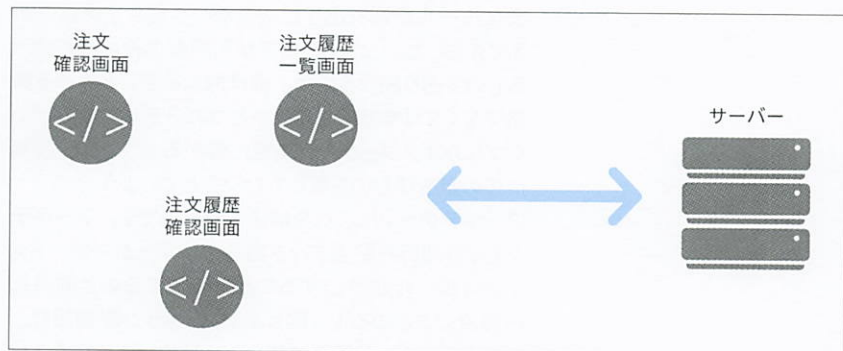 注文
確認画面
注文履歴
一覧画面
サーバー
注文履歴
確認画面
</>
</>
</>